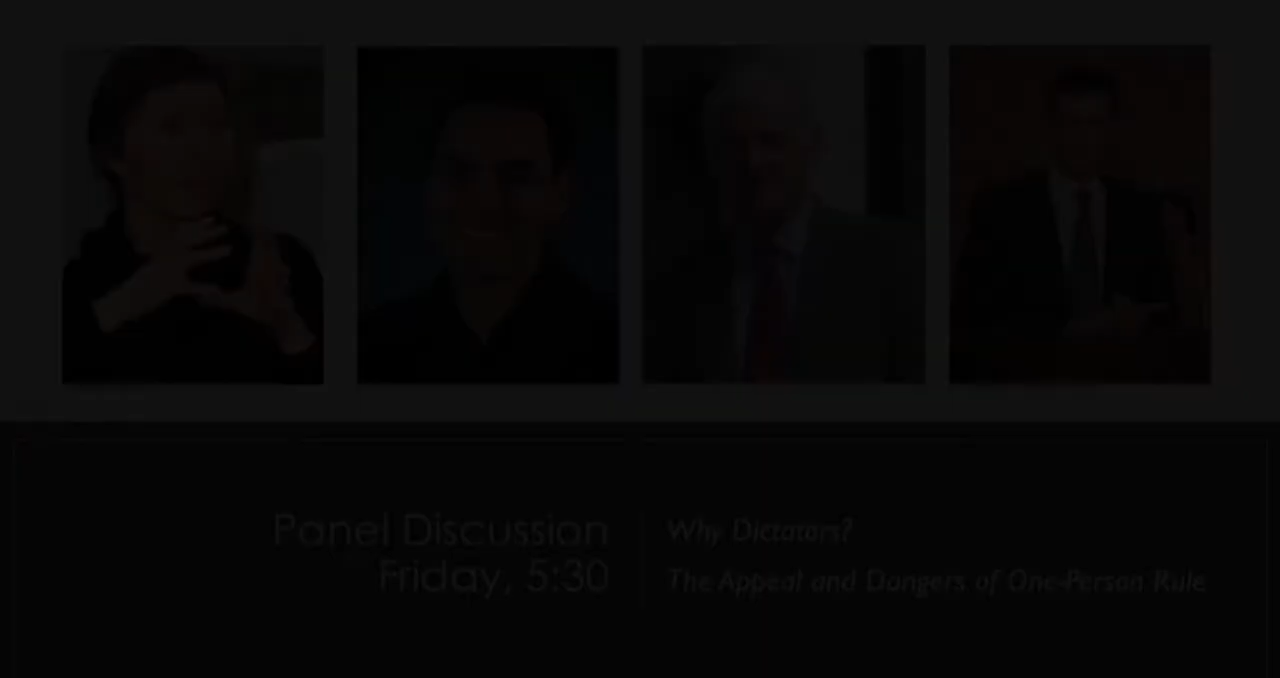 Panel Discussion
Friday, 5:30
Why Dictators?
The Appeal and Dangers of One-Person Rule